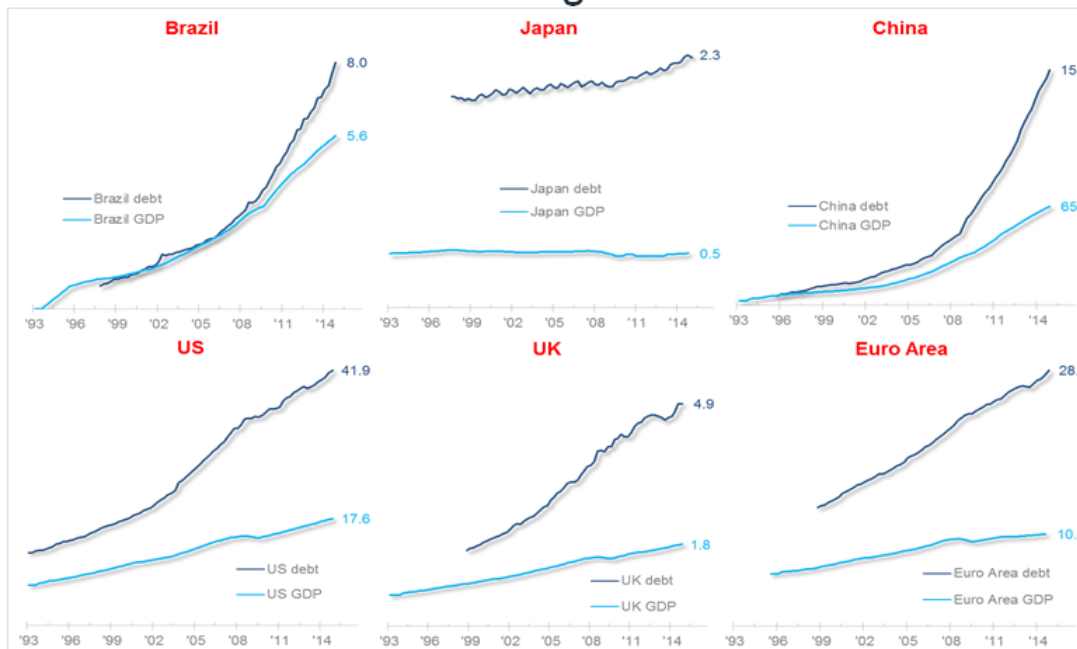 Brazil
8.0
5.6
Brazil debt
Brazil GDP
'93 '96 '99 '02 '05 '08 '11 '14
Japan
2.3
Japan debt
Japan GDP
0.5
'93 '96 '99 '02 '05 '08 '11 '14
China
15
China debt
China GDP
65
'93 '96 '99 '02 '05 '08 '11 '14
US
41.9
17.6
US debt
US GDP
'93 '96 '99 '02 '05 '08 '11 '14
UK
4.9
1.8
UK debt
UK GDP
'93 '96 '99 '02 '05 '08 '11 '14
Euro Area
28.
10.
Euro Area debt
Euro Area GDP
'93 '96 '99 '02 '05 '08 '11 '14